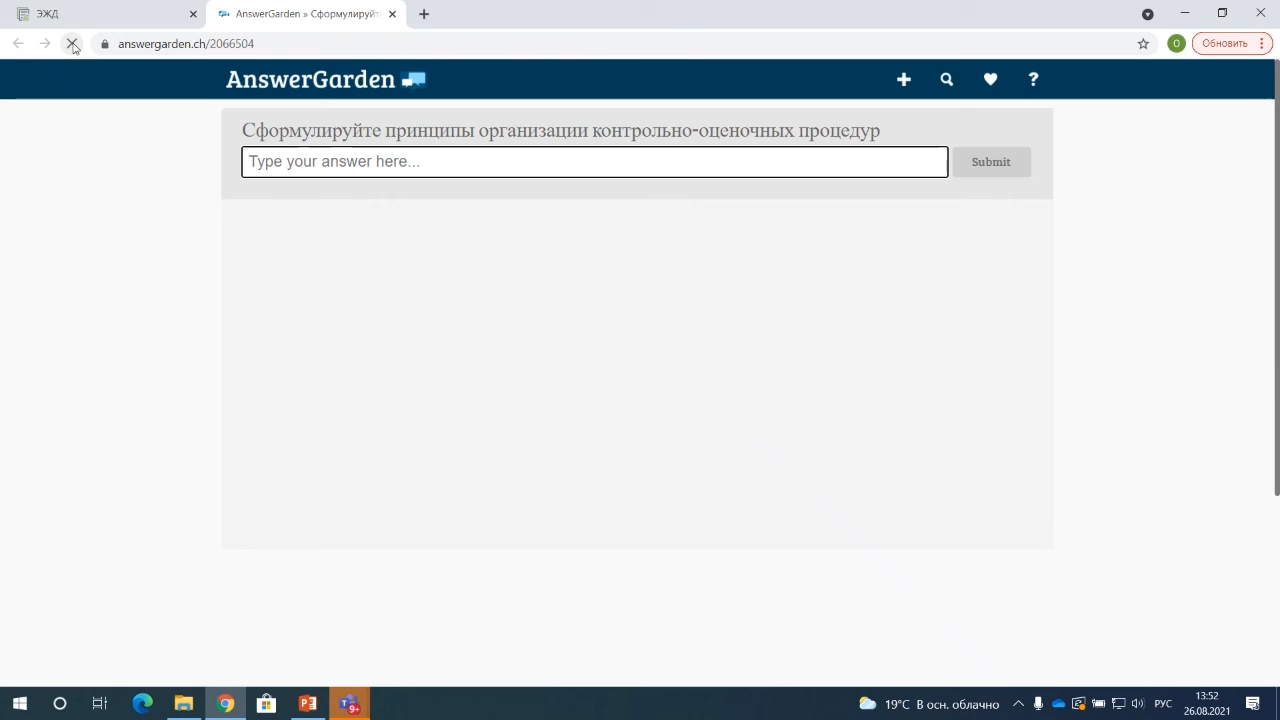 ЭЖД
AnswerGarden » Сформулируйт
answergarden.ch/2066504
О
Обновить
AnswerGarden
?
Сформулируйте принципы организации контрольно-оценочных процедур
Type your answer here...
Submit
9+
19°C В осн. облачно
РУС
13:52
26.08.2021